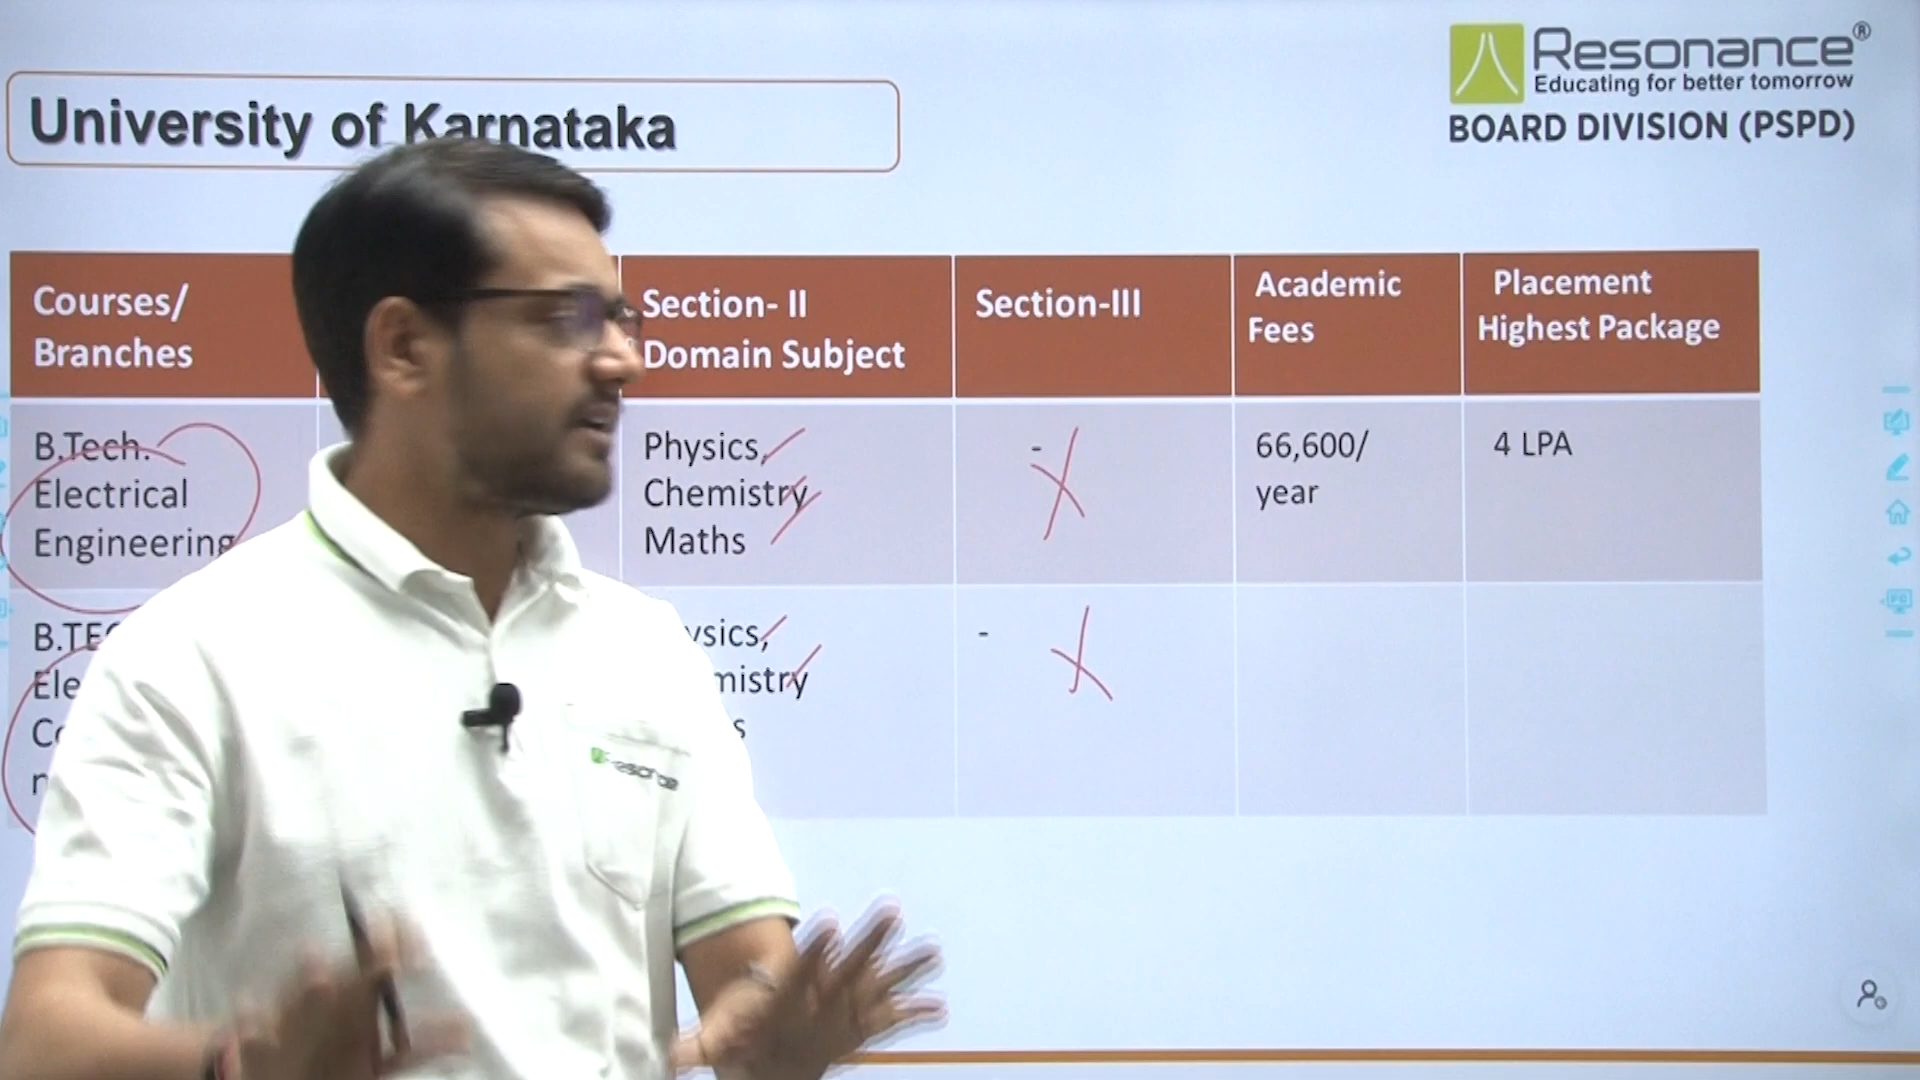 Resonance®
Educating for better tomorrow
BOARD DIVISION (PSPD)
University of Karnataka
Courses/
Branches
Section- II
Domain Subject
Section-III
Academic
Fees
Placement
Highest Package
B.Tech.
Electrical
Engineering
Physics,
Chemistry
Maths
-
66,600/
year
4 LPA
-